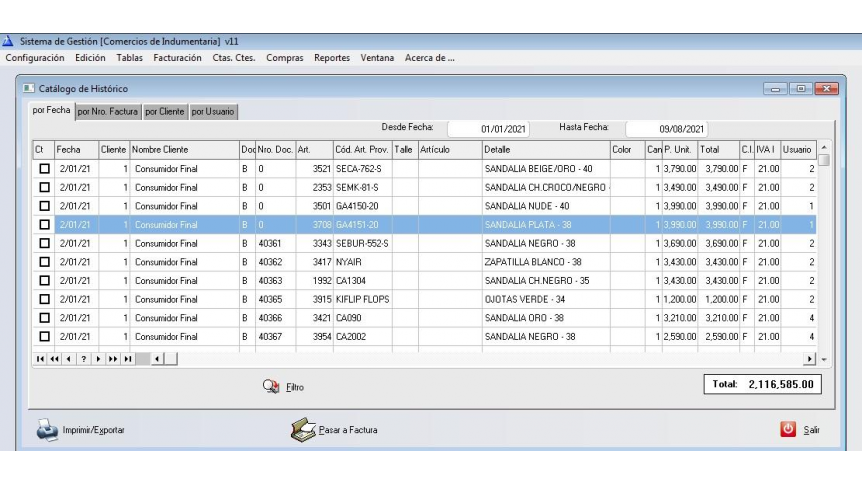 Sistema de Gestión [Comercios de Indumentaria] v11
Configuración Edición Tablas Facturación Ctas. Ctes. Compras Reportes Ventana Acerca de ...
Catálogo de Histórico
por Fecha por Nro. Factura por Cliente por Usuario
Desde Fecha: 01/01/2021 Hasta Fecha: 09/08/2021
Ct Fecha Cliente Nombre Cliente Doc Nro. Doc. Art. Cód. Art. Prov. Talle Artículo Detalle Color Can P. Unit. Total C.I. IVA I Usuario
2/01/21 1 Consumidor Final B 0 3521 SECA-762-S SANDALIA BEIGE/ORO - 40 1 3,790.00 3,790.00 F 21.00 2
2/01/21 1 Consumidor Final B 0 2353 SEMK-81-S SANDALIA CH.CROCO/NEGRO - 1 3,490.00 3,490.00 F 21.00 2
2/01/21 1 Consumidor Final B 0 3501 GA4150-20 SANDALIA NUDE - 40 1 3,990.00 3,990.00 F 21.00 1
2/01/21 1 Consumidor Final B 0 3708 GA4151-20 SANDALIA PLATA - 38 1 3,990.00 3,990.00 F 21.00 1
2/01/21 1 Consumidor Final B 40361 3343 SEBUR-552-S SANDALIA NEGRO - 38 1 3,690.00 3,690.00 F 21.00 2
2/01/21 1 Consumidor Final B 40362 3417 NYAIR ZAPATILLA BLANCO - 38 1 3,430.00 3,430.00 F 21.00 2
2/01/21 1 Consumidor Final B 40363 1992 CA1304 SANDALIA CH.NEGRO - 35 1 3,430.00 3,430.00 F 21.00 2
2/01/21 1 Consumidor Final B 40365 3915 KIFLIP FLOPS OJOTAS VERDE - 34 1 1,200.00 1,200.00 F 21.00 2
2/01/21 1 Consumidor Final B 40366 3421 CA090 SANDALIA ORO - 38 1 3,210.00 3,210.00 F 21.00 4
2/01/21 1 Consumidor Final B 40367 3954 CA2002 SANDALIA NEGRO - 38 1 2,590.00 2,590.00 F 21.00 4
?
Filtro Total: 2,116,585.00
Imprimir/Exportar Pasar a Factura Salir